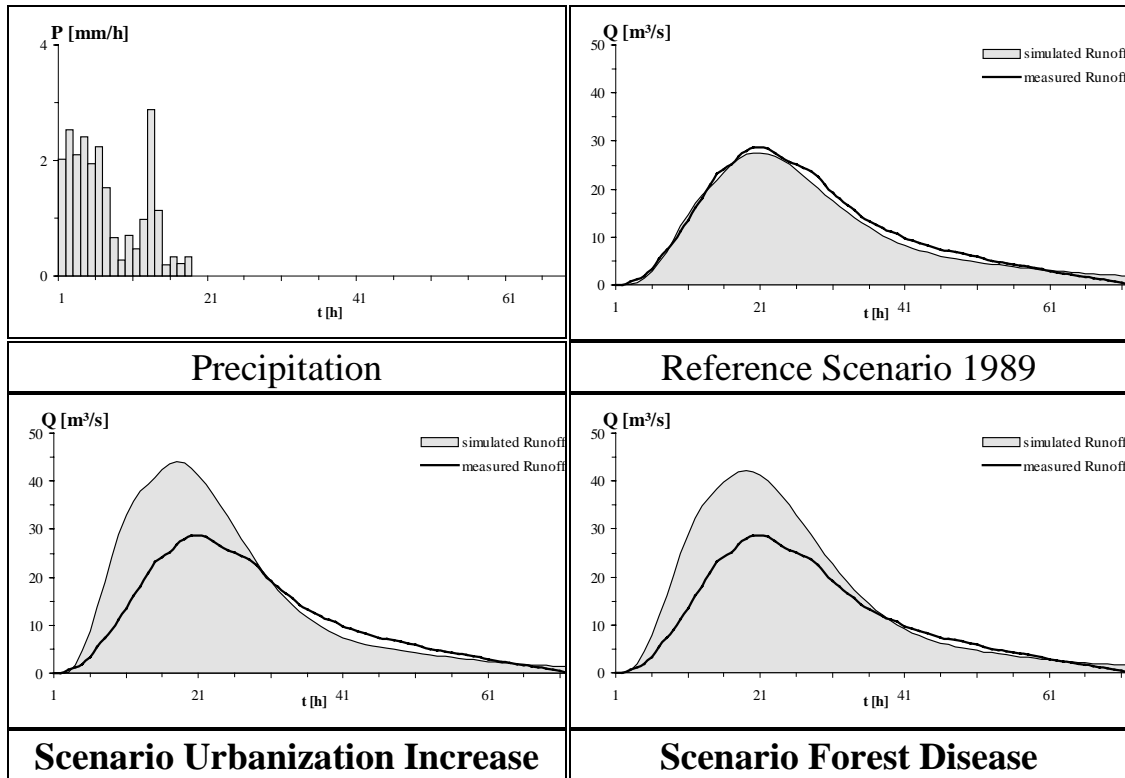 P [mm/h]
4
2
0
1 21 41 61
t [h]
Precipitation
Q [m³/s]
50
40
30
20
10
0
1 21 41 61
t [h]
simulated Runoff
measured Runoff
Reference Scenario 1989
Q [m³/s]
50
40
30
20
10
0
1 21 41 61
t [h]
simulated Runoff
measured Runoff
Scenario Urbanization Increase
Q [m³/s]
50
40
30
20
10
0
1 21 41 61
t [h]
simulated Runoff
measured Runoff
Scenario Forest Disease